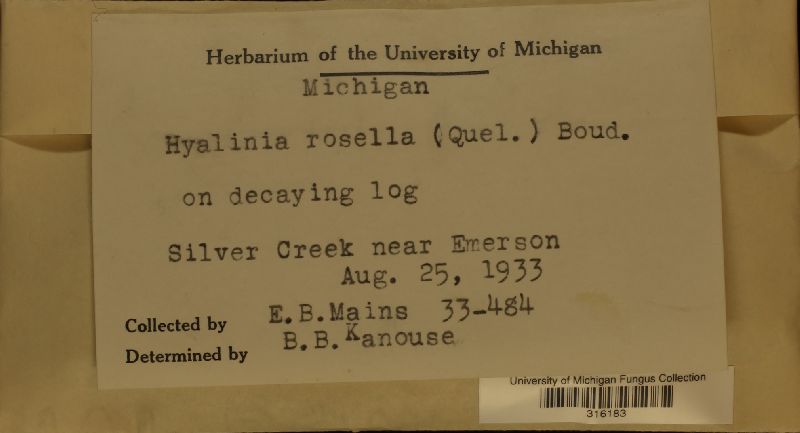 Herbarium of the University of Michigan
Michigan
Hyalinia rosella (Quel.) Boud.
on decaying log
Silver Creek near Emerson
Aug. 25, 1933
Collected by E.B.Mains 33-484
Determined by B.B.Kanouse
University of Michigan Fungus Collection
316183